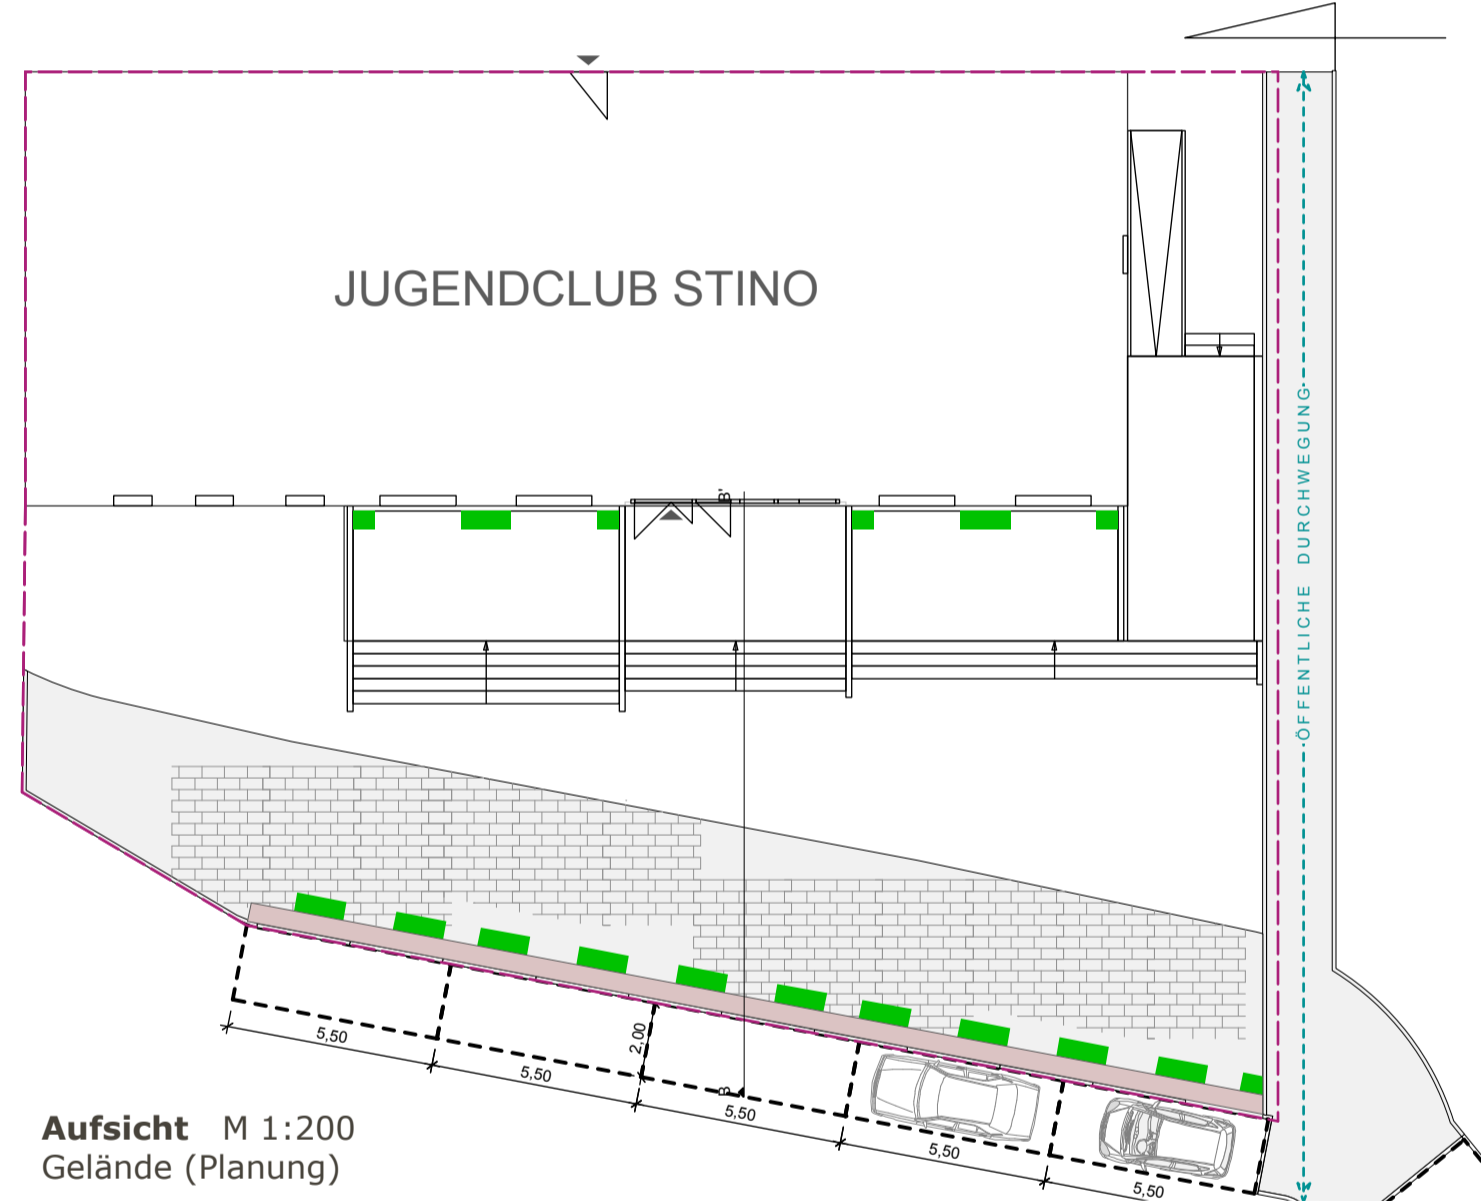 JUGENDCLUB STINO
B'
ÖFFENTLICHE DURCHWEGUNG
5,50
5,50
2,00
B
5,50
5,50
5,50
Aufsicht M 1:200
Gelände (Planung)